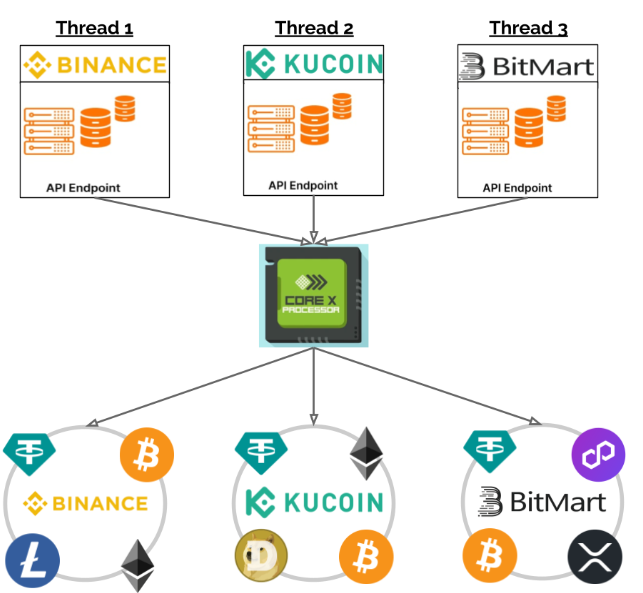 Thread 1
Thread 2
Thread 3
BINANCE
KUCOIN
BitMart
API Endpoint
API Endpoint
API Endpoint
CORE X
PROCESSOR
BINANCE
KUCOIN
BitMart